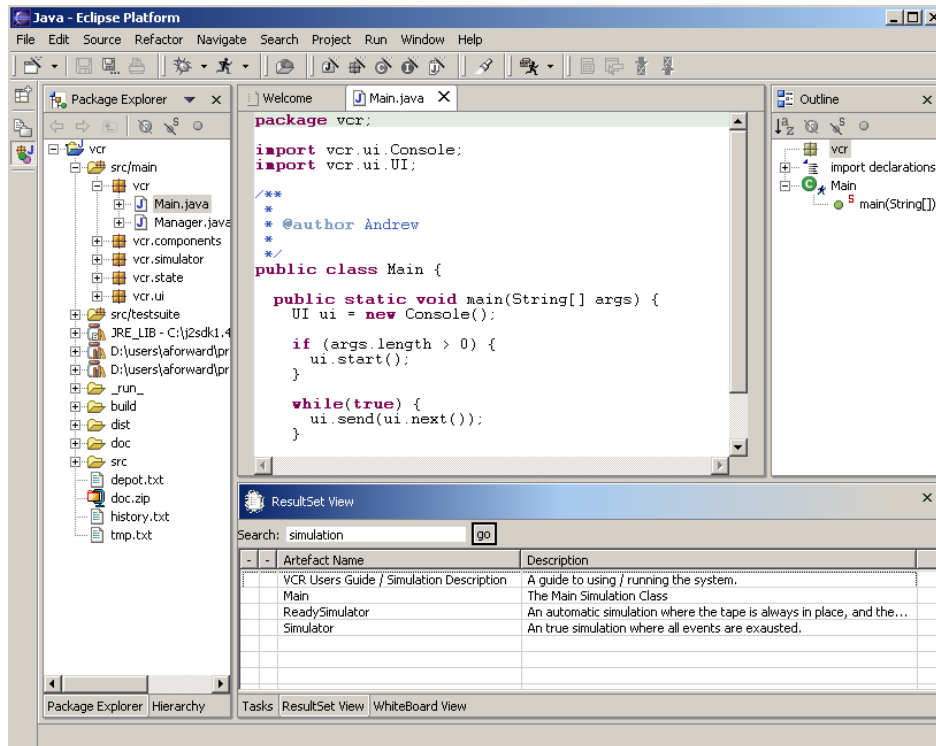 Java - Eclipse Platform
File Edit Source Refactor Navigate Search Project Run Window Help
Package Explorer
vcr
src/main
vcr
Main.java
Manager.java
vcr.components
vcr.simulator
vcr.state
vcr.ui
src/testsuite
JRE_LIB - C:\j2sdk1.4
D:\users\aforward\pr
D:\users\aforward\pr
_run_
build
dist
doc
src
depot.txt
doc.zip
history.txt
tmp.txt
Package Explorer Hierarchy
Welcome Main.java
package vcr;
import vcr.ui.Console;
import vcr.ui.UI;
/**
*
* @author Andrew
*
*/
public class Main {
public static void main(String[] args) {
UI ui = new Console();
if (args.length > 0) {
ui.start();
}
while(true) {
ui.send(ui.next());
}
Outline
vcr
import declarations
Main
main(String[])
ResultSet View
Search: simulation go
- - Artefact Name Description
VCR Users Guide / Simulation Description A guide to using / running the system.
Main The Main Simulation Class
ReadySimulator An automatic simulation where the tape is always in place, and the...
Simulator An true simulation where all events are exausted.
Tasks ResultSet View WhiteBoard View